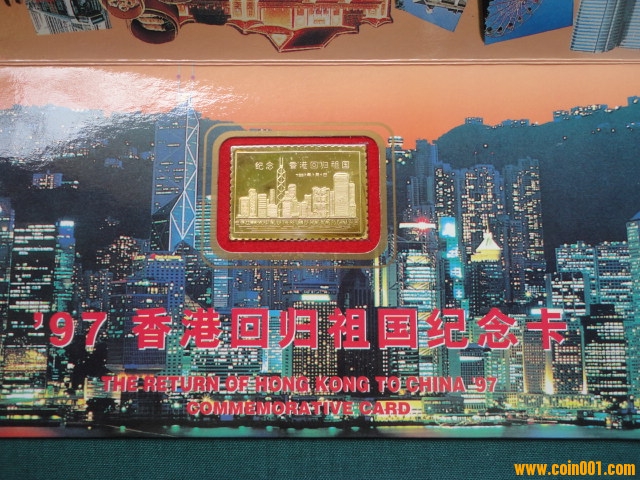 纪念 香港回归祖国
'97 香港回归祖国纪念卡
THE RETURN OF HONG KONG TO CHINA '97
COMMEMORATIVE CARD
www.coin001.com